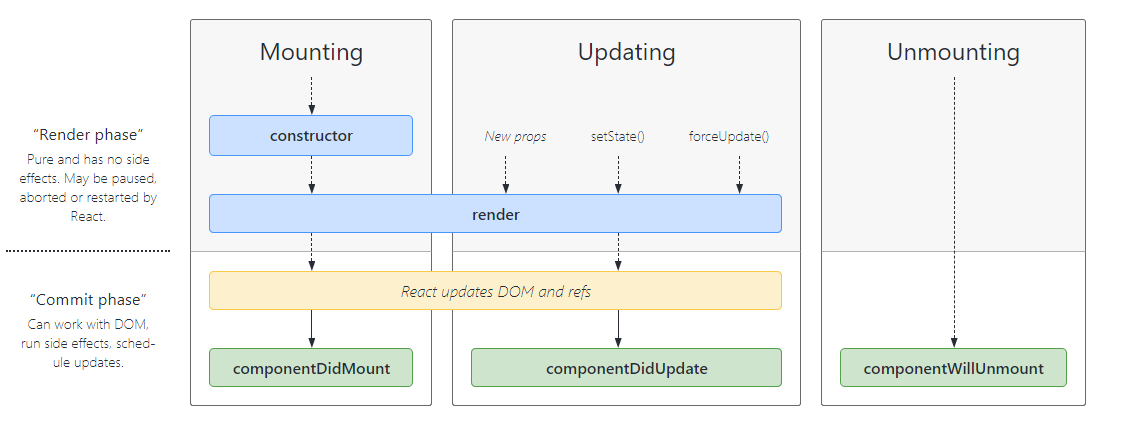 Mounting
Updating
Unmounting
“Render phase”
Pure and has no side
effects. May be paused,
aborted or restarted by
React.
constructor
New props
setState()
forceUpdate()
render
“Commit phase”
Can work with DOM,
run side effects, sched-
ule updates.
React updates DOM and refs
componentDidMount
componentDidUpdate
componentWillUnmount